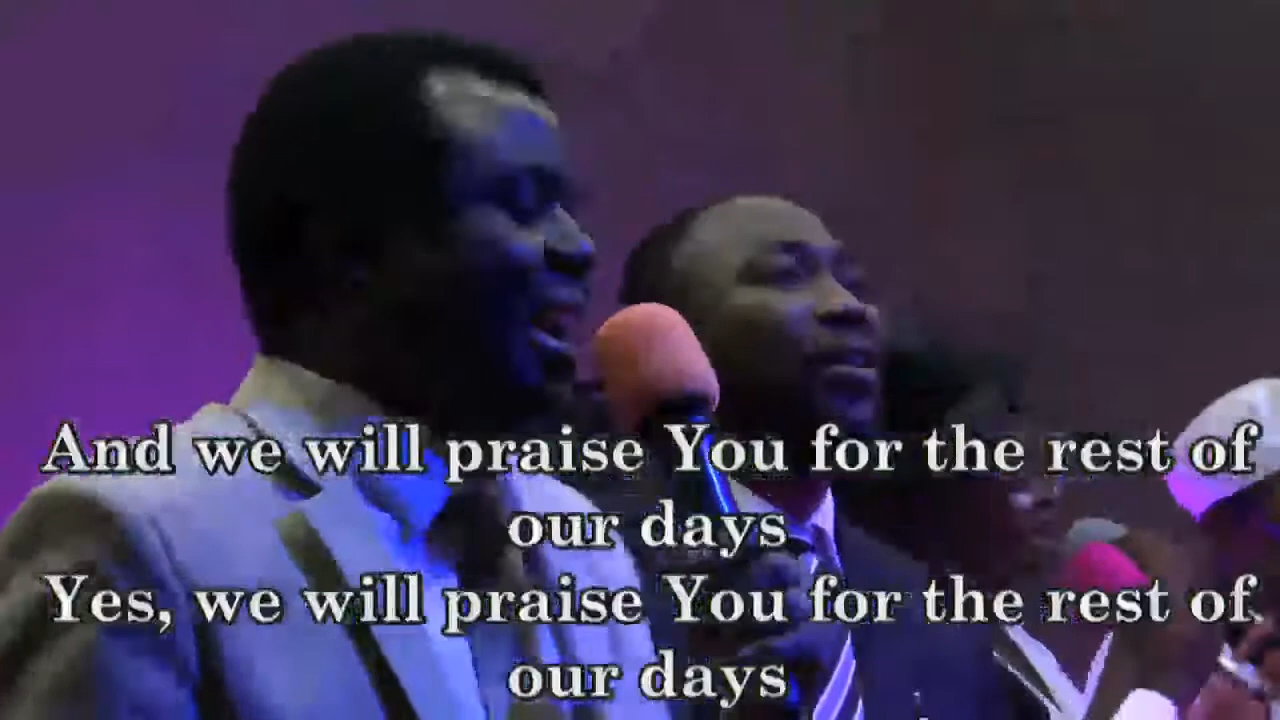 And we will praise You for the rest of
our days
Yes, we will praise You for the rest of
our days